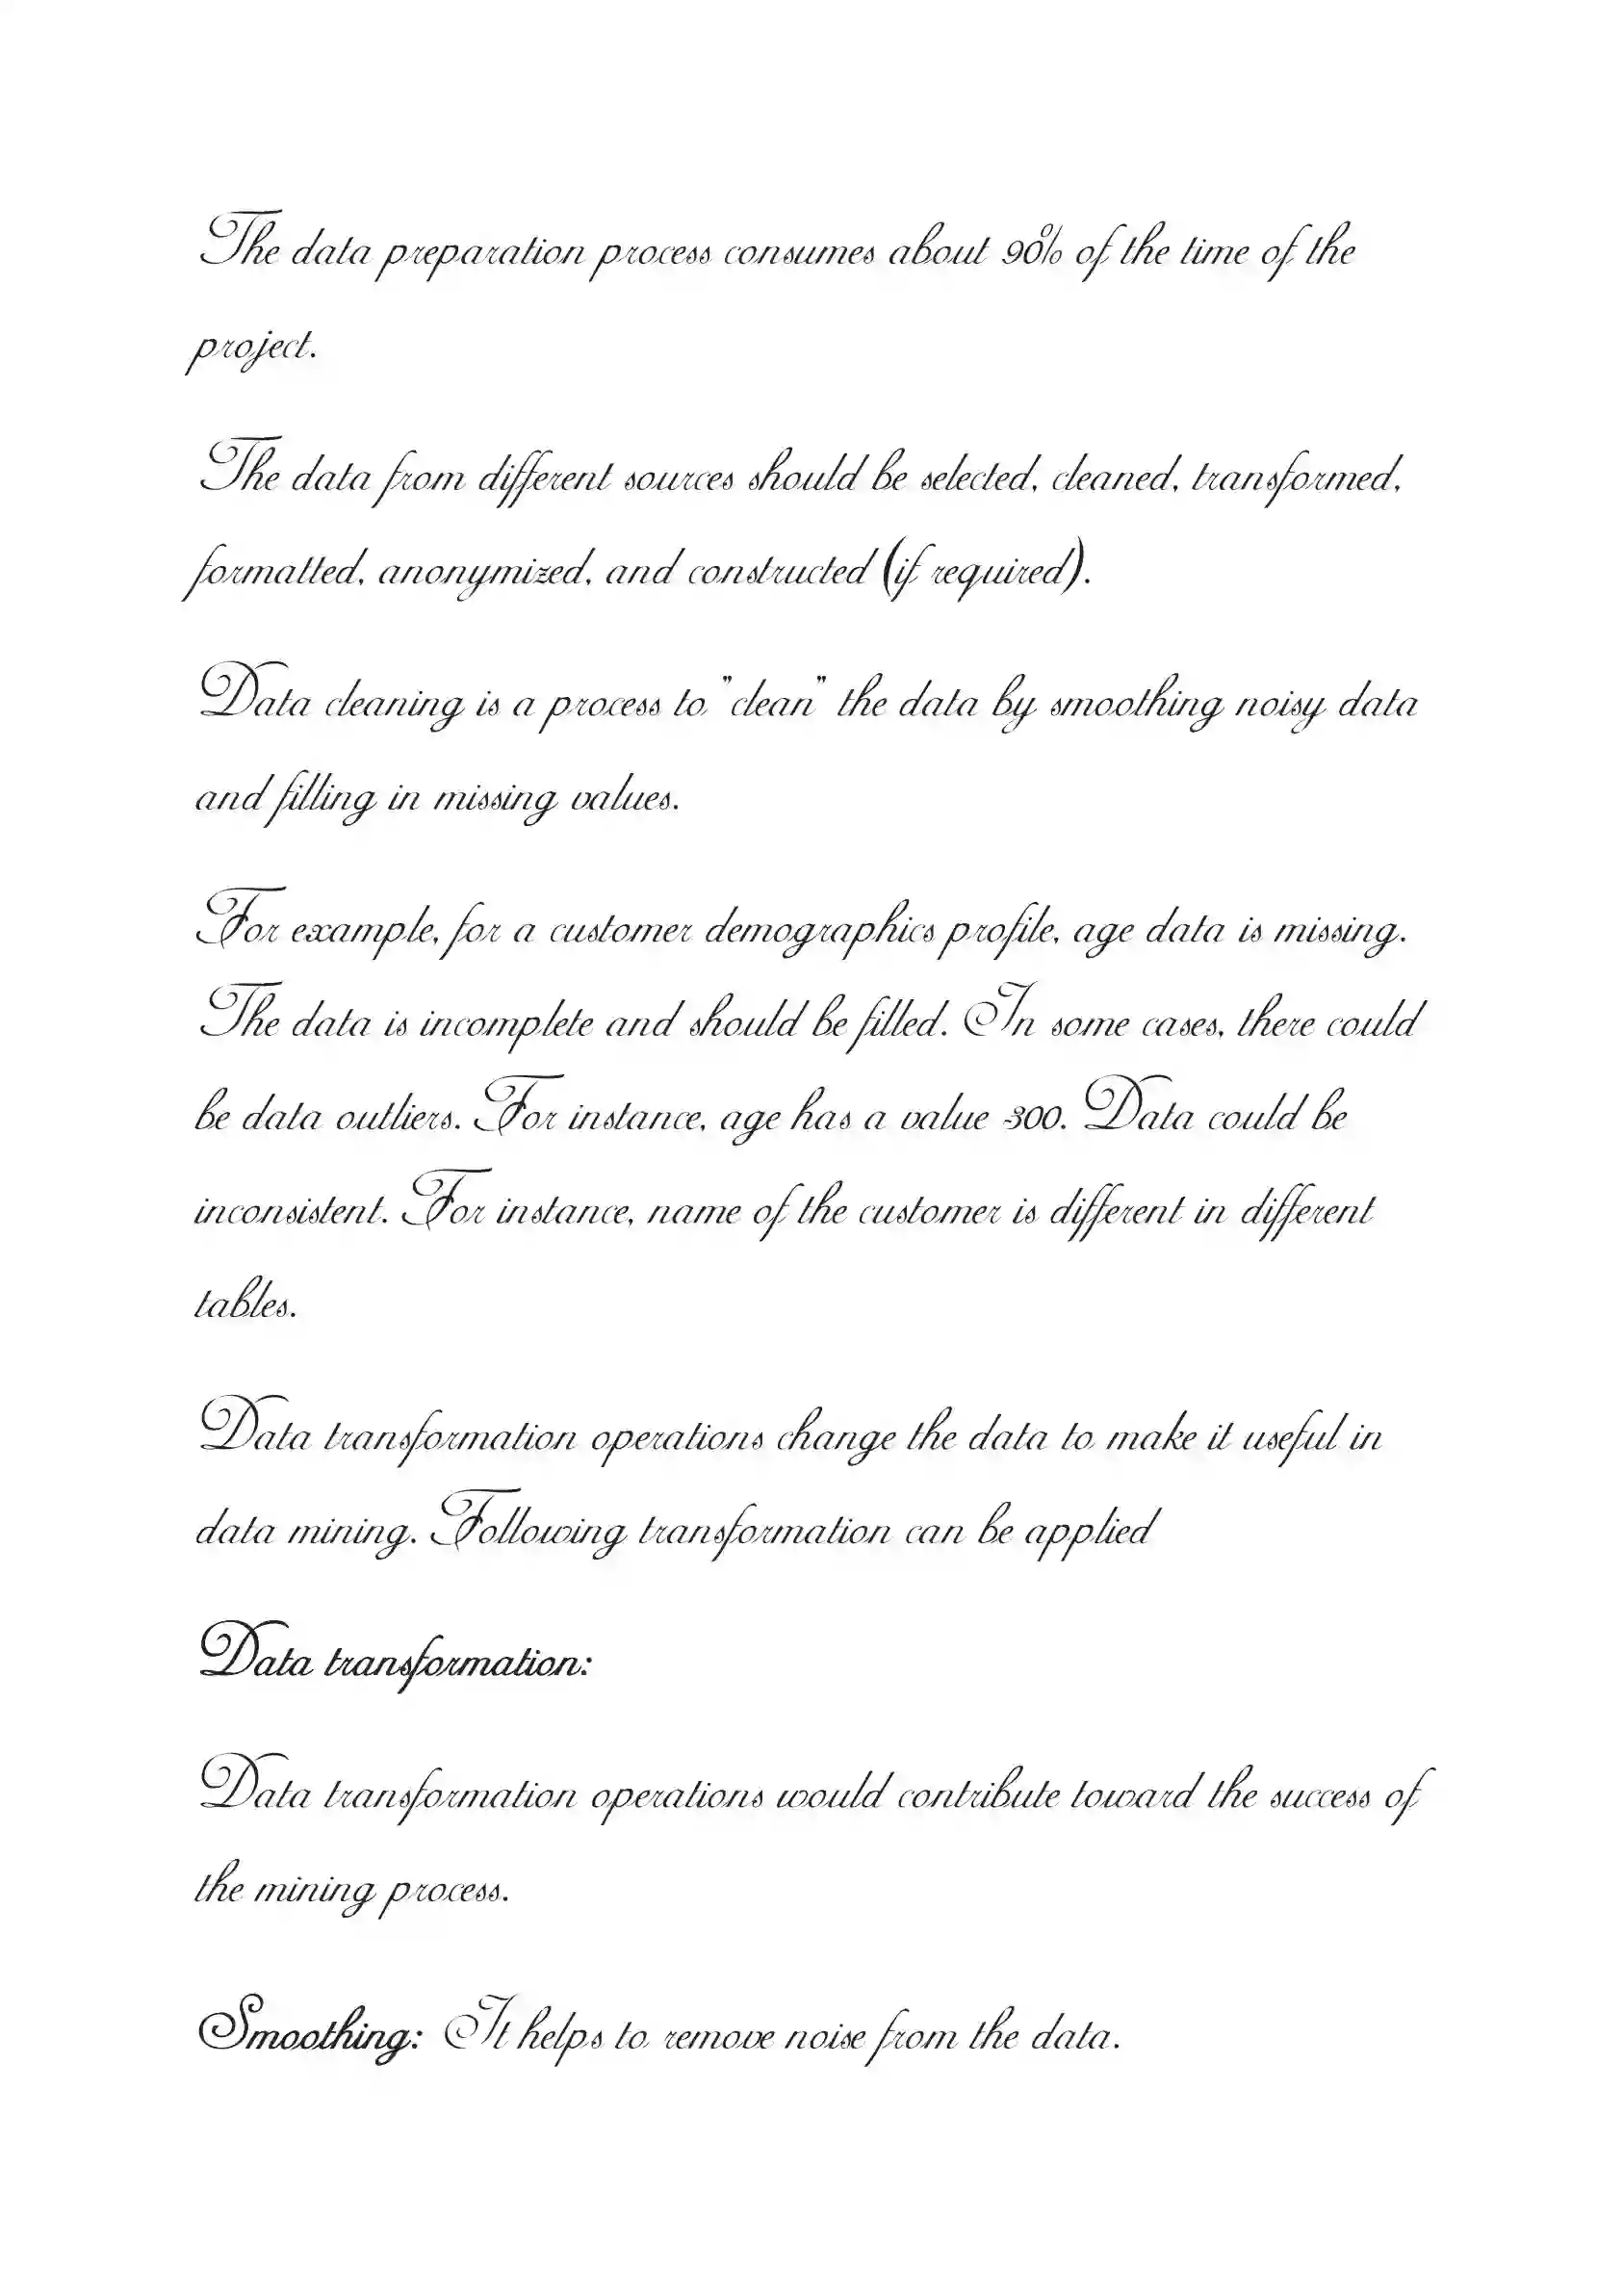 The data preparation process consumes about 90% of the time of the
project.
The data from different sources should be selected, cleaned, transformed,
formatted, anonymized, and constructed (if required).
Data cleaning is a process to "clean" the data by smoothing noisy data
and filling in missing values.
For example, for a customer demographics profile, age data is missing.
The data is incomplete and should be filled. In some cases, there could
be data outliers. For instance, age has a value 300. Data could be
inconsistent. For instance, name of the customer is different in different
tables.
Data transformation operations change the data to make it useful in
data mining. Following transformation can be applied
Data transformation:
Data transformation operations would contribute toward the success of
the mining process.
Smoothing: It helps to remove noise from the data.